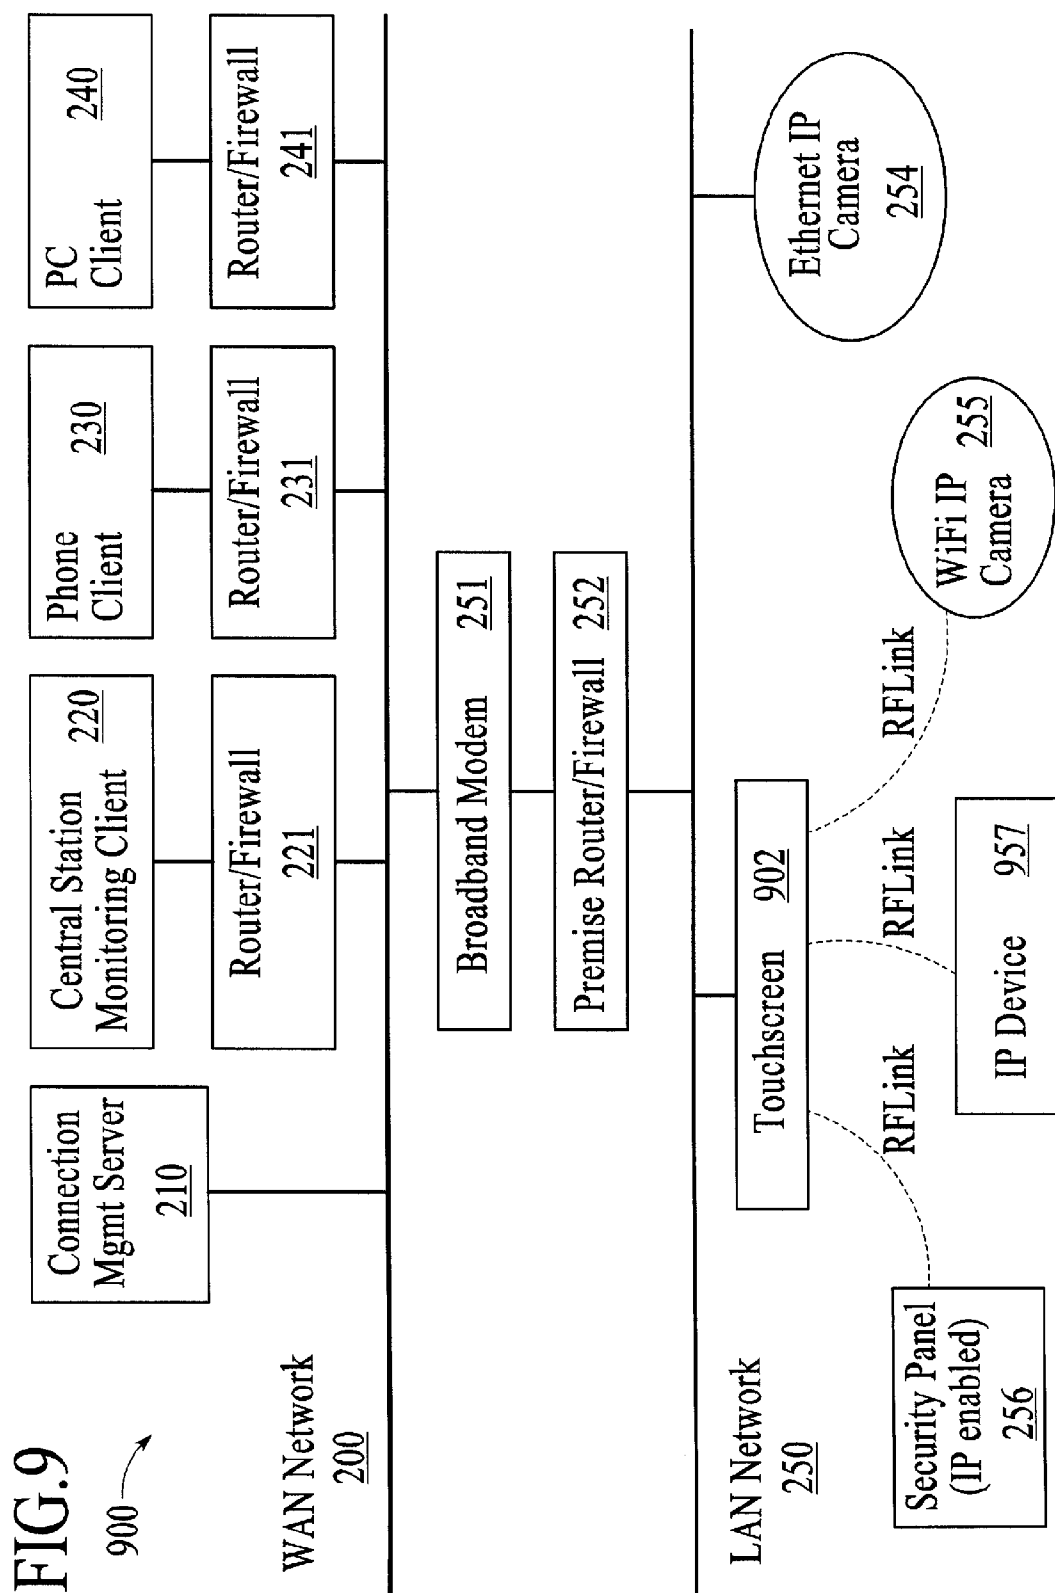 FIG.9
900
Connection
Mgmt Server
210
Central Station
Monitoring Client
220
Phone
Client
230
PC
Client
240
Router/Firewall
221
Router/Firewall
231
Router/Firewall
241
WAN Network
200
Broadband Modem 251
Premise Router/Firewall 252
LAN Network
250
Touchscreen 902
Ethernet IP
Camera
254
RFLink
RFLink
RFLink
Security Panel
(IP enabled)
256
IP Device 957
WiFi IP
Camera
255